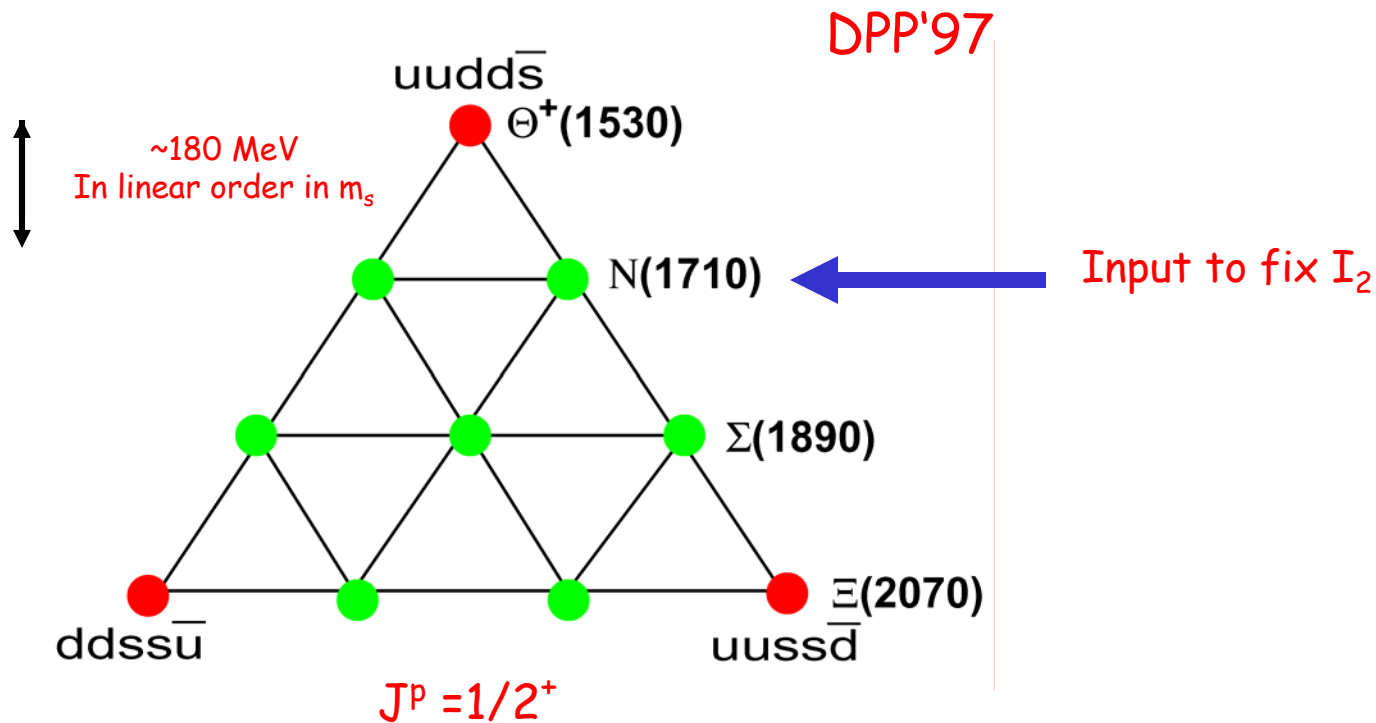 DPP'97
uudds̅
Θ⁺(1530)
~180 MeV
In linear order in mₛ
N(1710)
Input to fix I₂
Σ(1890)
Ξ(2070)
ddssu̅
uussd̅
Jᵖ =1/2⁺